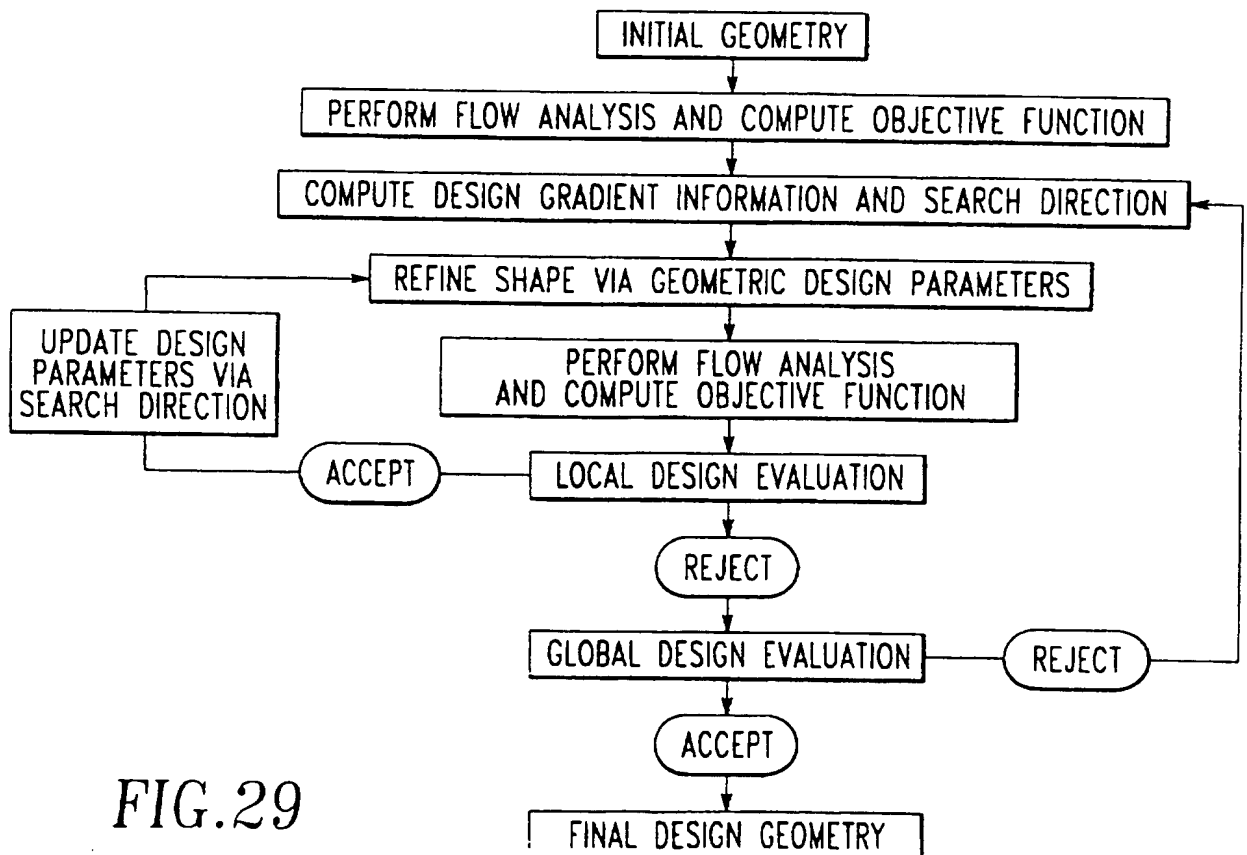 INITIAL GEOMETRY
PERFORM FLOW ANALYSIS AND COMPUTE OBJECTIVE FUNCTION
COMPUTE DESIGN GRADIENT INFORMATION AND SEARCH DIRECTION
REFINE SHAPE VIA GEOMETRIC DESIGN PARAMETERS
UPDATE DESIGN
PARAMETERS VIA
SEARCH DIRECTION
PERFORM FLOW ANALYSIS
AND COMPUTE OBJECTIVE FUNCTION
ACCEPT
LOCAL DESIGN EVALUATION
REJECT
GLOBAL DESIGN EVALUATION
REJECT
ACCEPT
FINAL DESIGN GEOMETRY
FIG.29